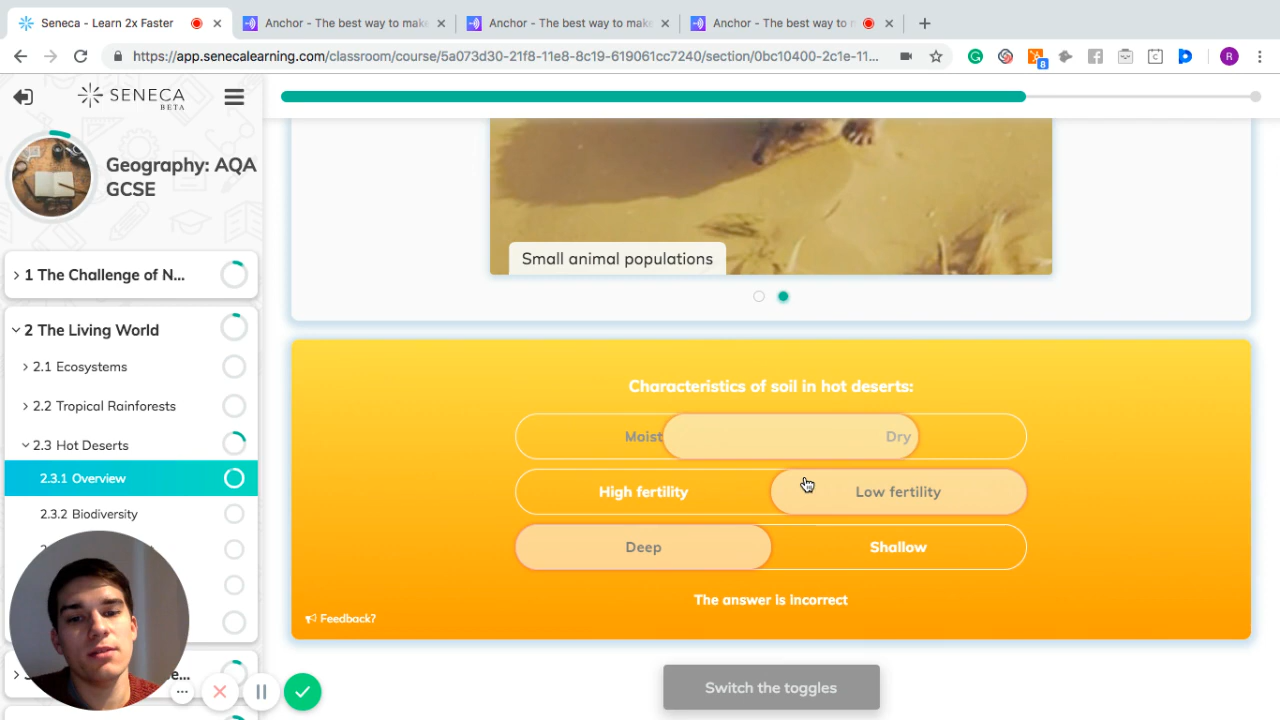 Seneca - Learn 2x Faster
Anchor - The best way to make
Anchor - The best way to make
Anchor - The best way to m
https://app.senecalearning.com/classroom/course/5a073d30-21f8-11e8-8c19-619061cc7240/section/0bc10400-2c1e-11...
8
R
SENECA
BETA
Geography: AQA
GCSE
1 The Challenge of N...
2 The Living World
2.1 Ecosystems
2.2 Tropical Rainforests
2.3 Hot Deserts
2.3.1 Overview
2.3.2 Biodiversity
Small animal populations
Characteristics of soil in hot deserts:
Moist Dry
High fertility Low fertility
Deep Shallow
The answer is incorrect
Feedback?
Switch the toggles